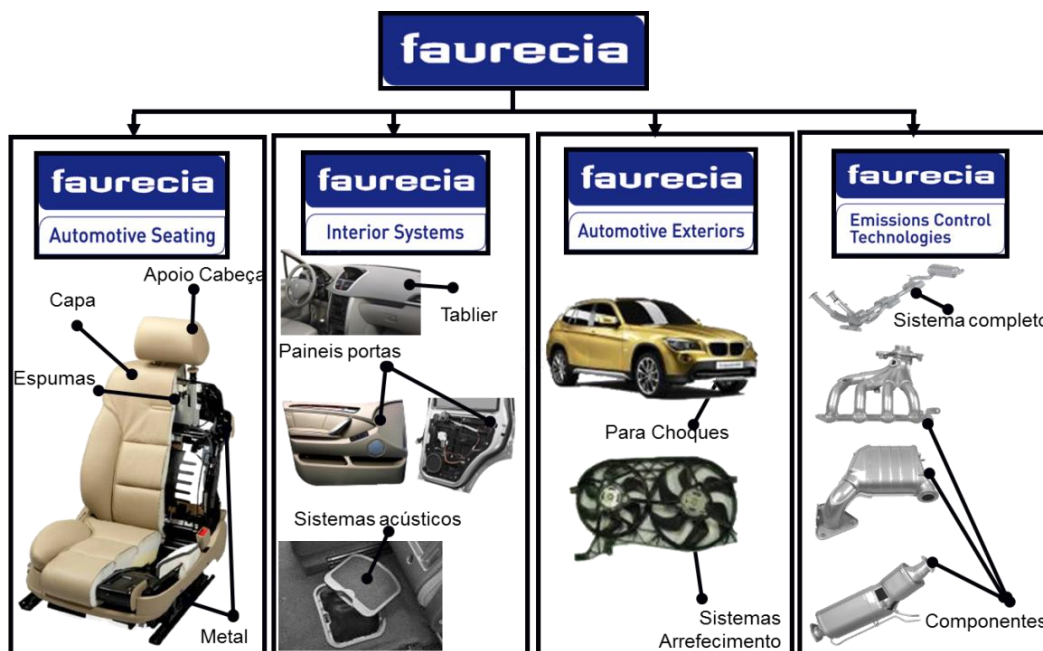 faurecia
faurecia
Automotive Seating
Apoio Cabeça
Capa
Espumas
Metal
faurecia
Interior Systems
Tablier
Paineis portas
Sistemas acústicos
faurecia
Automotive Exteriors
Para Choques
Sistemas
Arrefecimento
faurecia
Emissions Control
Technologies
Sistema completo
Componentes